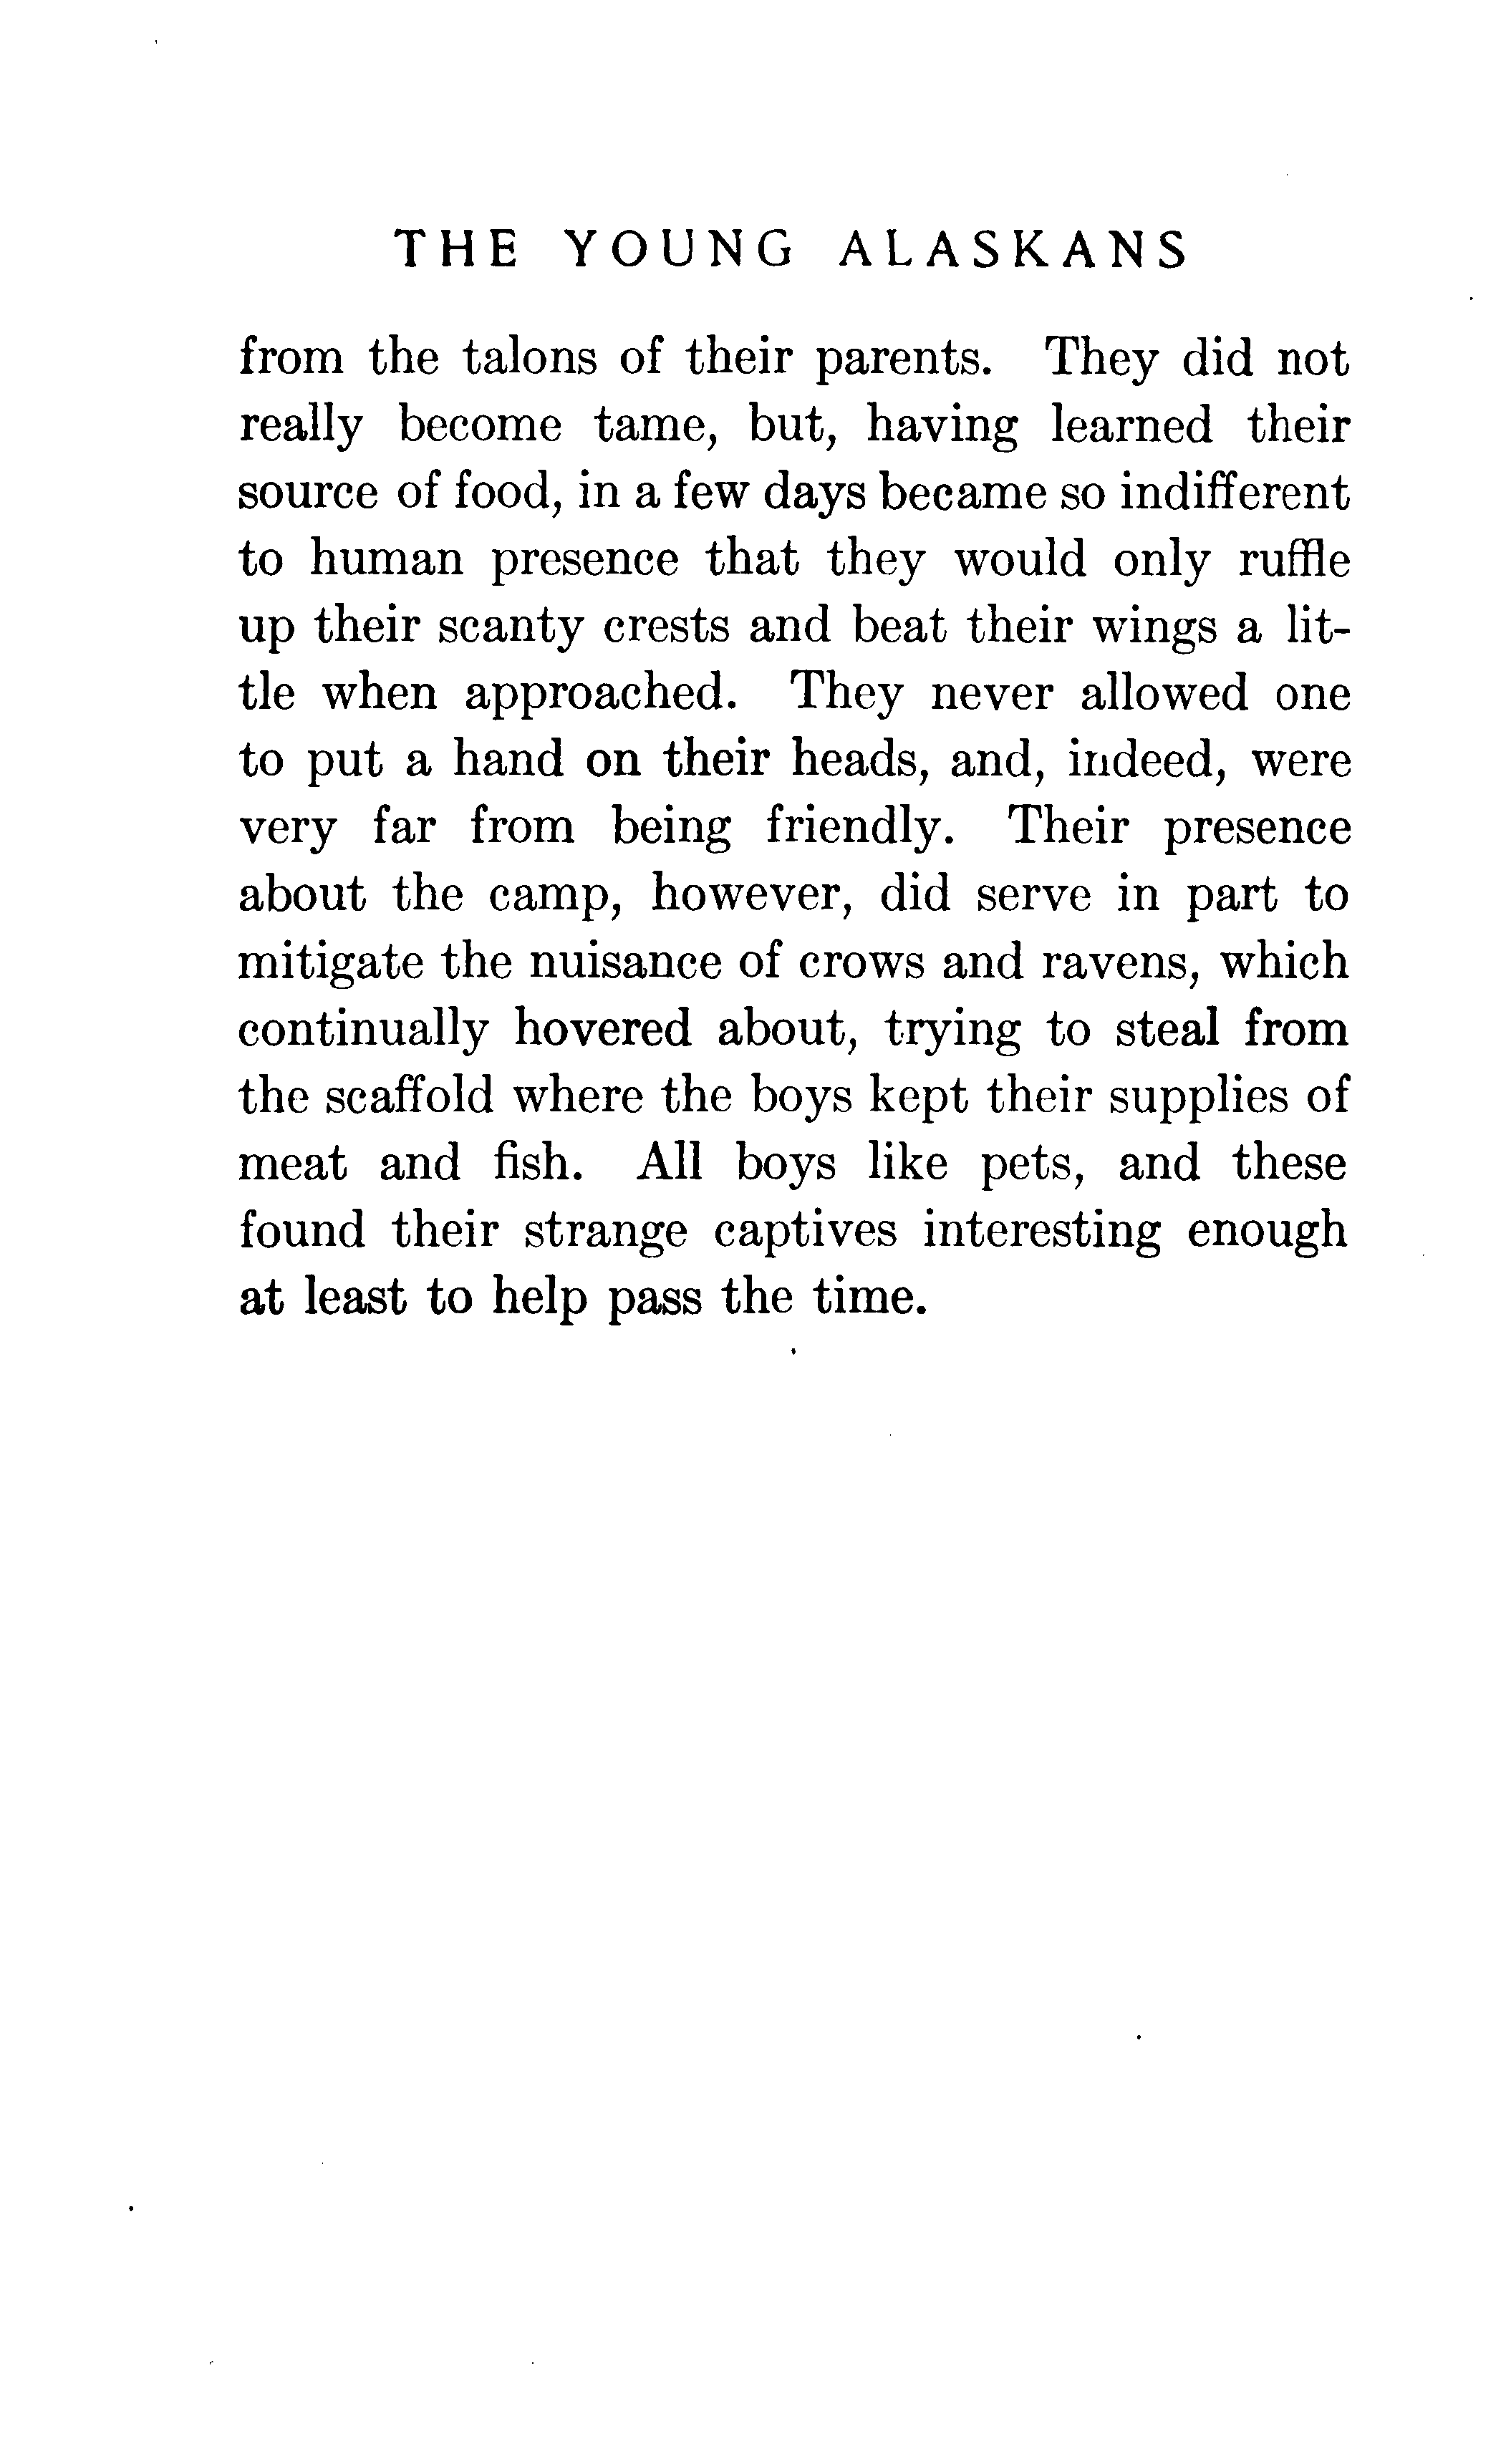 THE YOUNG ALASKANS
from the talons of their parents. They did not
really become tame, but, having learned their
source of food, in a few days became so indifferent
to human presence that they would only ruffle
up their scanty crests and beat their wings a lit-
tle when approached. They never allowed one
to put a hand on their heads, and, indeed, were
very far from being friendly. Their presence
about the camp, however, did serve in part to
mitigate the nuisance of crows and ravens, which
continually hovered about, trying to steal from
the scaffold where the boys kept their supplies of
meat and fish. All boys like pets, and these
found their strange captives interesting enough
at least to help pass the time.